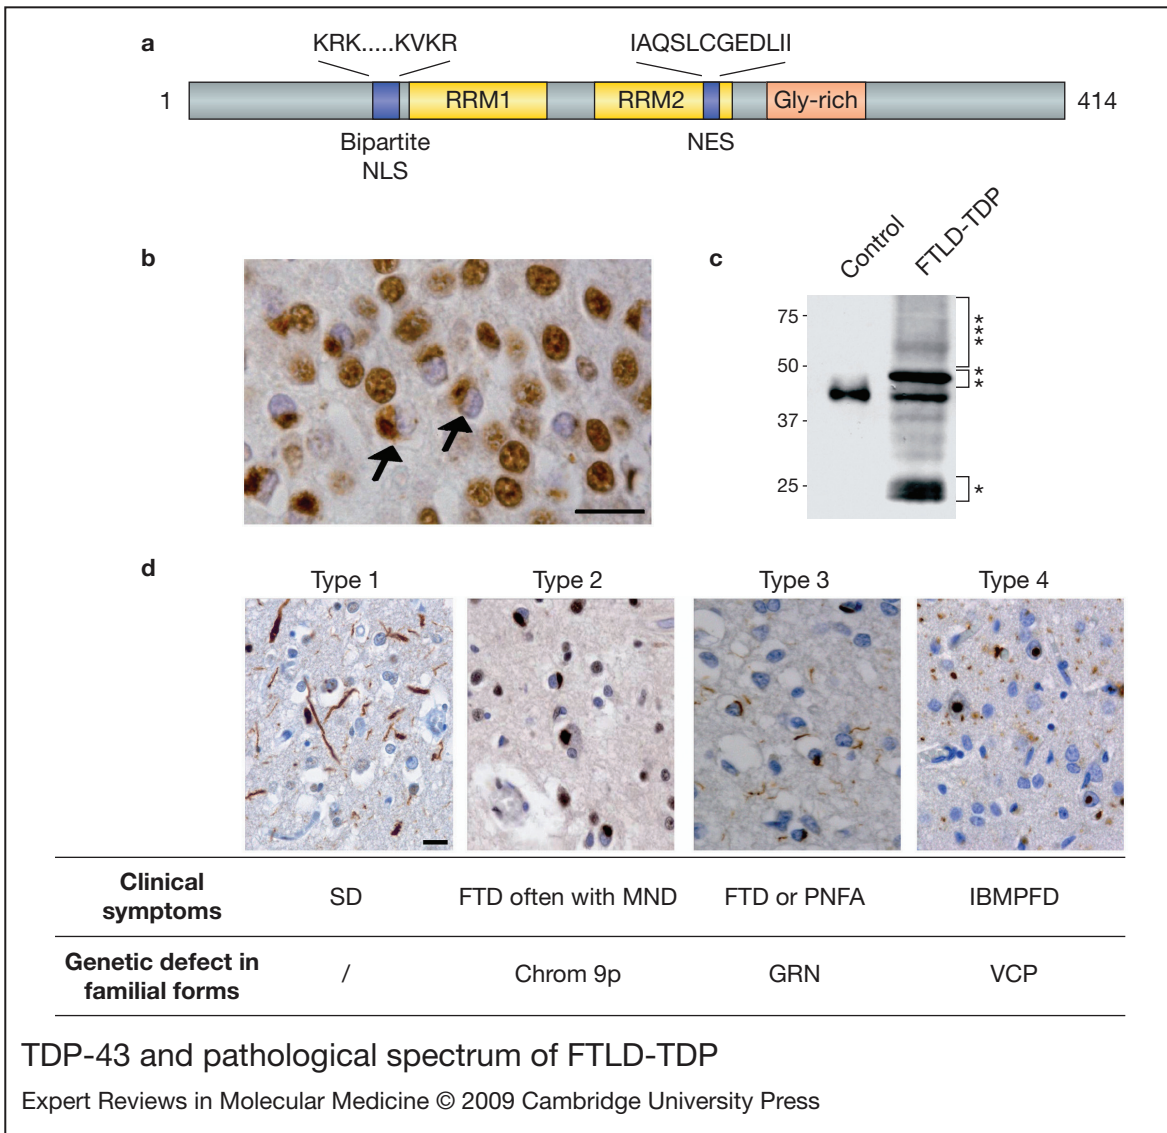 a
KRK.....KVKR
IAQSLCGEDLII
1
RRM1
RRM2
Gly-rich
414
Bipartite
NLS
NES
b
c
Control
FTLD-TDP
75
50
37
25
***
**
*
d
Type 1
Type 2
Type 3
Type 4
Clinical
symptoms
SD
FTD often with MND
FTD or PNFA
IBMPFD
Genetic defect in
familial forms
/
Chrom 9p
GRN
VCP
TDP-43 and pathological spectrum of FTLD-TDP
Expert Reviews in Molecular Medicine © 2009 Cambridge University Press